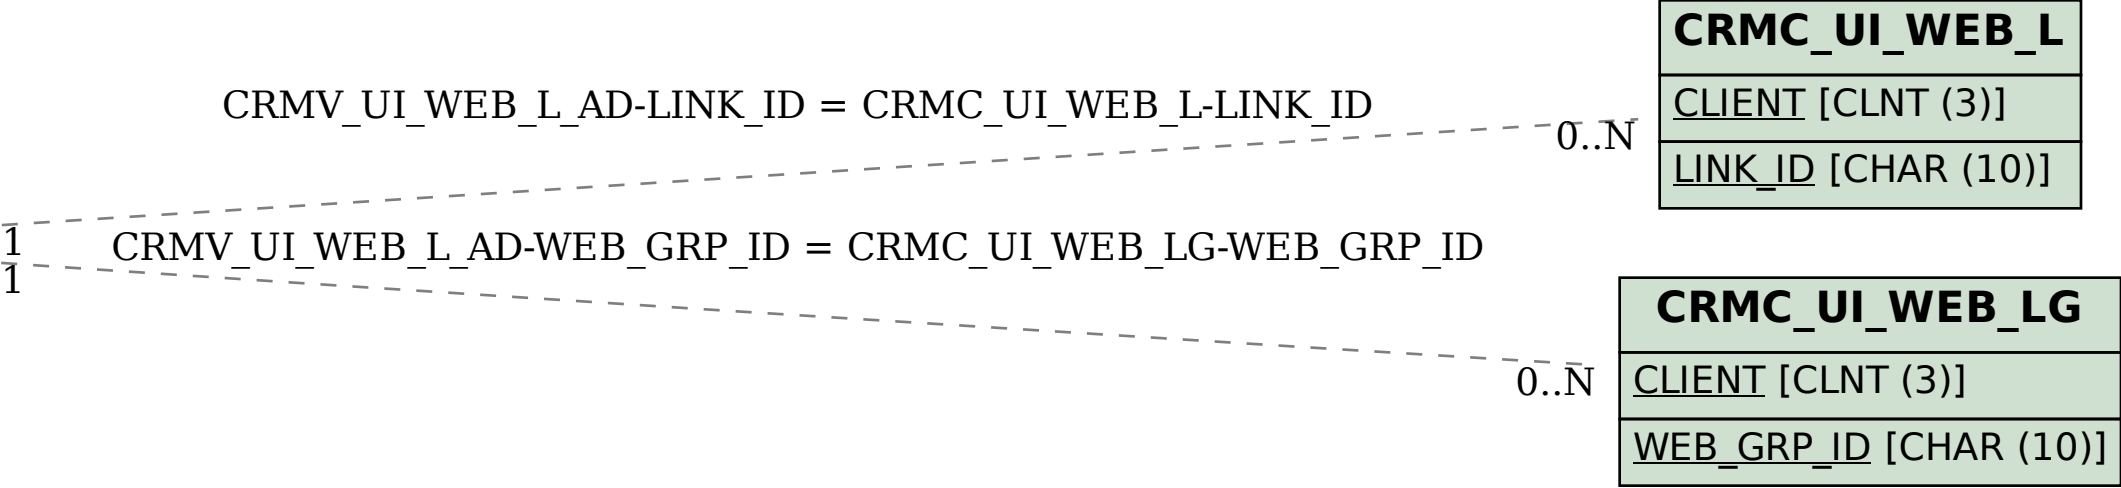 CRMC_UI_WEB_L
CLIENT [CLNT (3)]
LINK_ID [CHAR (10)]
CRMV_UI_WEB_L_AD-LINK_ID = CRMC_UI_WEB_L-LINK_ID
0..N
1
CRMV_UI_WEB_L_AD-WEB_GRP_ID = CRMC_UI_WEB_LG-WEB_GRP_ID
1
0..N
CRMC_UI_WEB_LG
CLIENT [CLNT (3)]
WEB_GRP_ID [CHAR (10)]